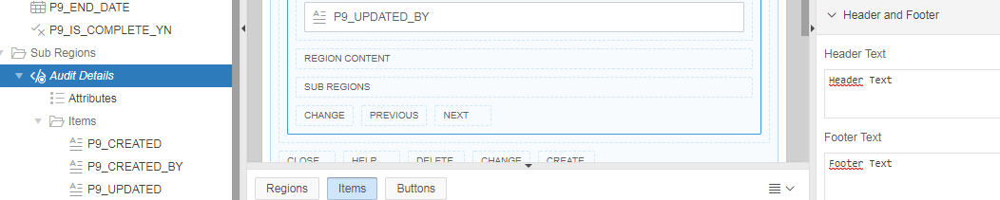 P9_END_DATE
P9_IS_COMPLETE_YN
Sub Regions
Audit Details
Attributes
Items
P9_CREATED
P9_CREATED_BY
P9_UPDATED
P9_UPDATED_BY
REGION CONTENT
SUB REGIONS
CHANGE PREVIOUS NEXT
CLOSE HELP DELETE CHANGE CREATE
Regions Items Buttons
Header and Footer
Header Text
Header Text
Footer Text
Footer Text